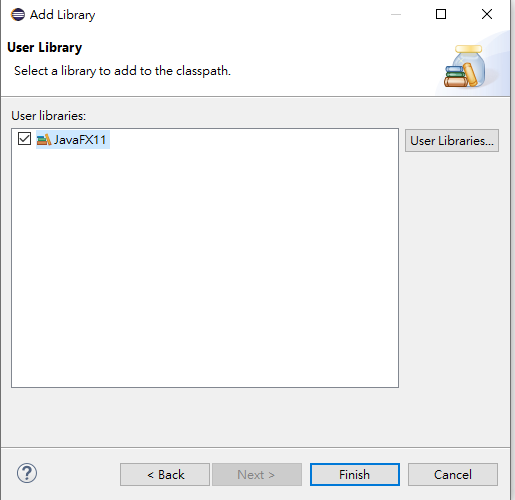 Add Library
User Library
Select a library to add to the classpath.
User libraries:
JavaFX11
User Libraries...
?
< Back
Next >
Finish
Cancel